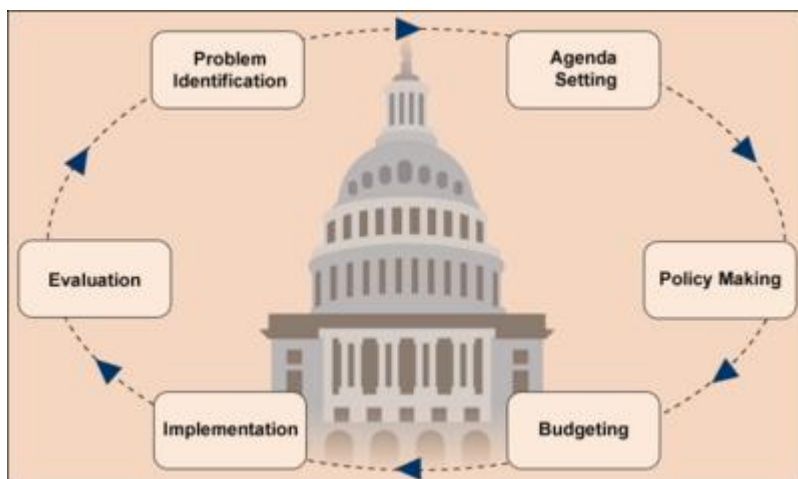 Problem
Identification
Agenda
Setting
Policy Making
Budgeting
Implementation
Evaluation